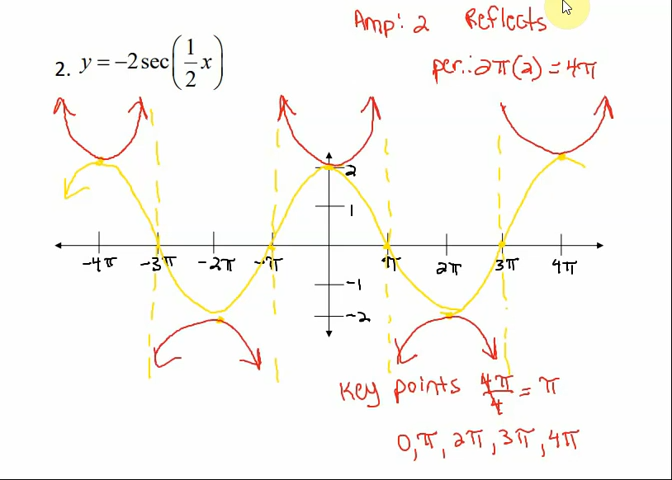 Amp: 2 Reflects
2. y = -2 sec(1/2 x)
per.: 2π(2) = 4π
2
1
-4π -3π -2π -π π 2π 3π 4π
-1
-2
Key points 4π/4 = π
0, π, 2π, 3π, 4π